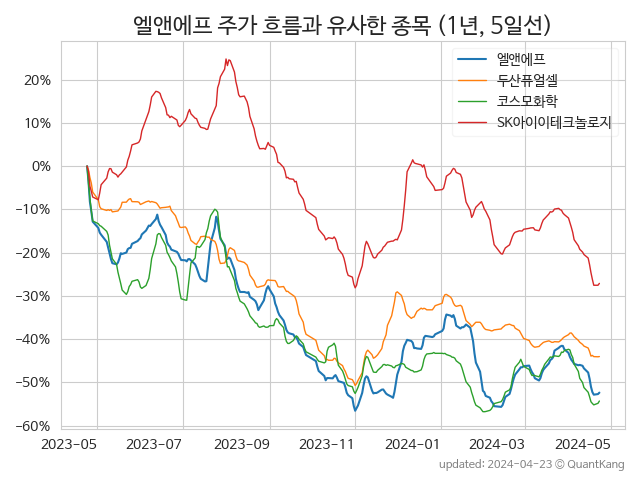 엘앤에프 주가 흐름과 유사한 종목 (1년, 5일선)
엘앤에프
두산퓨얼셀
코스모화학
SK아이이테크놀로지
20%
10%
0%
−10%
−20%
−30%
−40%
−50%
−60%
2023-05 2023-07 2023-09 2023-11 2024-01 2024-03 2024-05
updated: 2024-04-23 © QuantKang